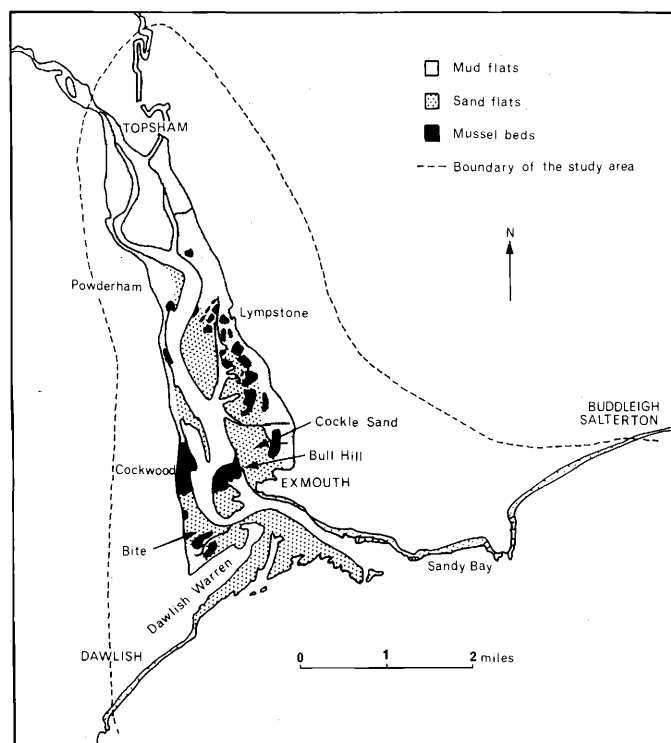 Mud flats
Sand flats
Mussel beds
Boundary of the study area
TOPSHAM
N
Powderham
Lympstone
BUDDLEIGH
SALTERTON
Cockle Sand
Bull Hill
Cockwood
EXMOUTH
Bite
Sandy Bay
Dawlish Warren
DAWLISH
0 1 2 miles